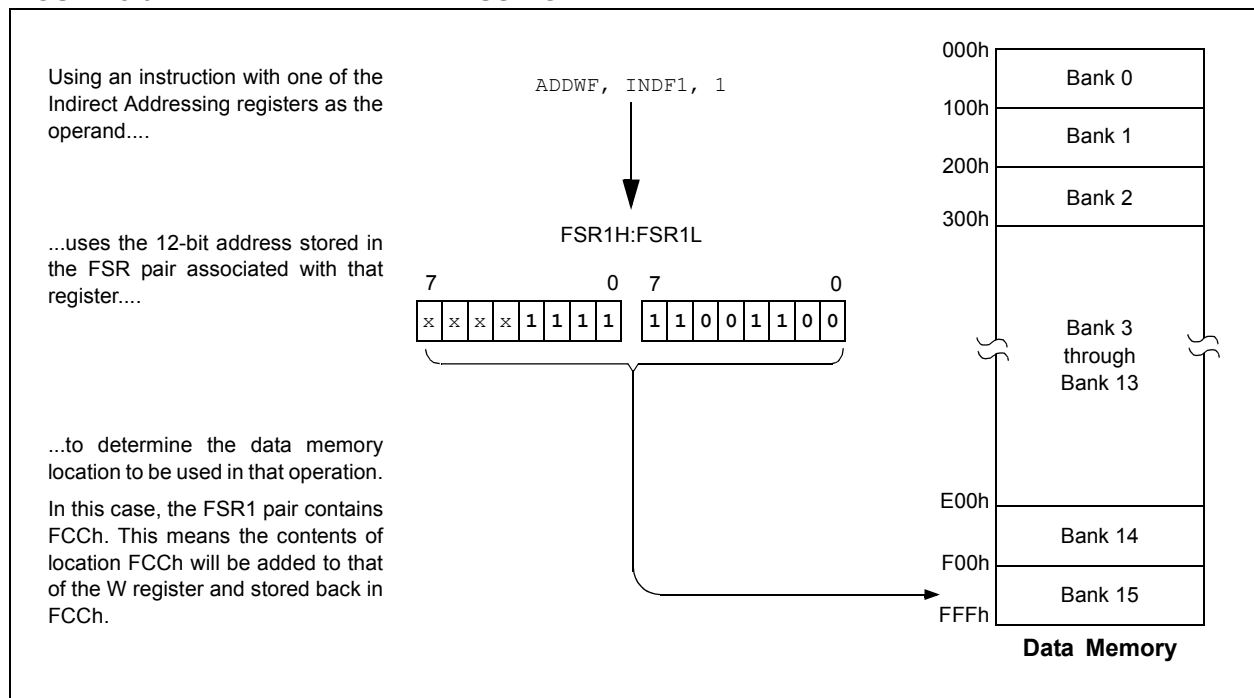 Using an instruction with one of the
Indirect Addressing registers as the
operand....
ADDWF, INDF1, 1
...uses the 12-bit address stored in
the FSR pair associated with that
register....
FSR1H:FSR1L
7 0 7 0
x x x x 1 1 1 1 1 1 0 0 1 1 0 0
...to determine the data memory
location to be used in that operation.
In this case, the FSR1 pair contains
FCCh. This means the contents of
location FCCh will be added to that
of the W register and stored back in
FCCh.
000h
Bank 0
100h
Bank 1
200h
Bank 2
300h
Bank 3
through
Bank 13
E00h
Bank 14
F00h
Bank 15
FFFh
Data Memory